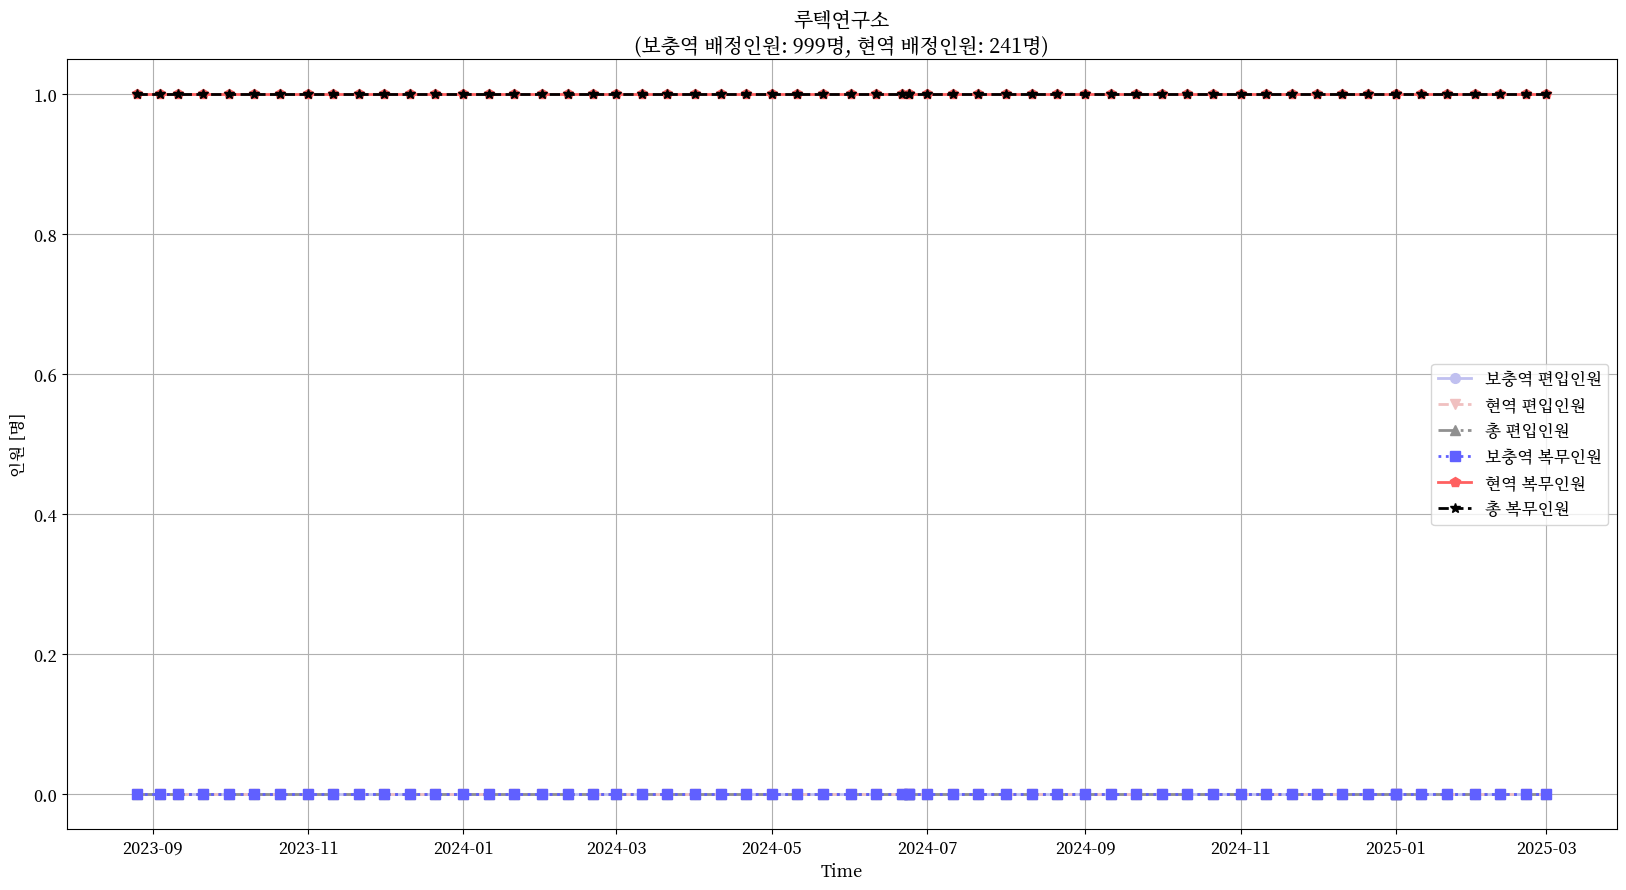 루텍연구소
(보충역 배정인원: 999명, 현역 배정인원: 241명)
1.0
0.8
0.6
0.4
0.2
0.0
인원 [명]
보충역 편입인원
현역 편입인원
총 편입인원
보충역 복무인원
현역 복무인원
총 복무인원
2023-09 2023-11 2024-01 2024-03 2024-05 2024-07 2024-09 2024-11 2025-01 2025-03
Time